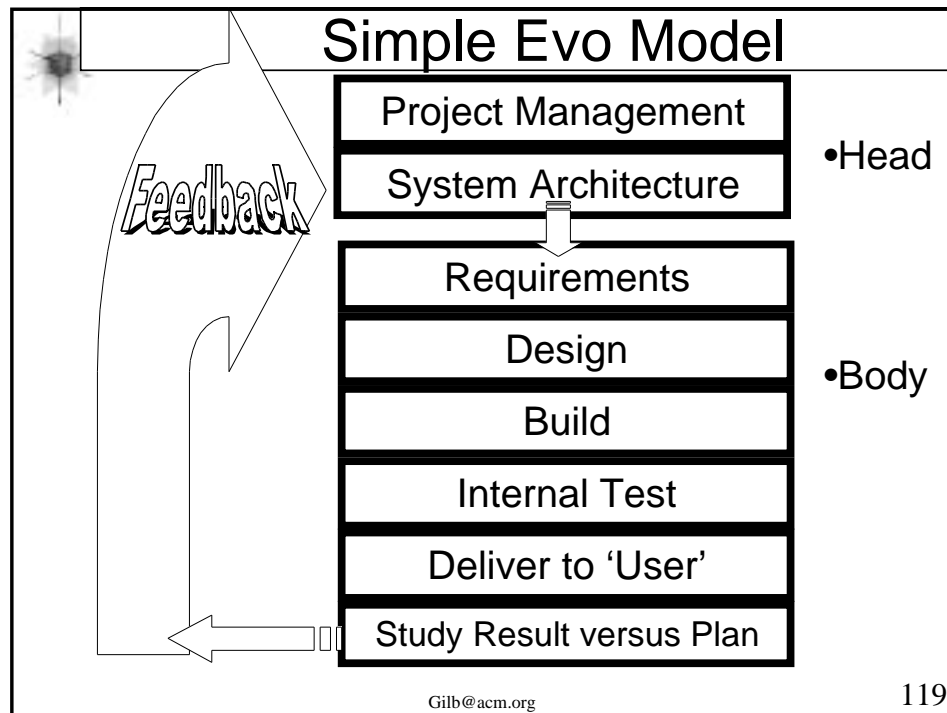 Simple Evo Model
Project Management
System Architecture
•Head
Feedback
Requirements
Design
Build
Internal Test
Deliver to ‘User’
Study Result versus Plan
•Body
Gilb@acm.org
119